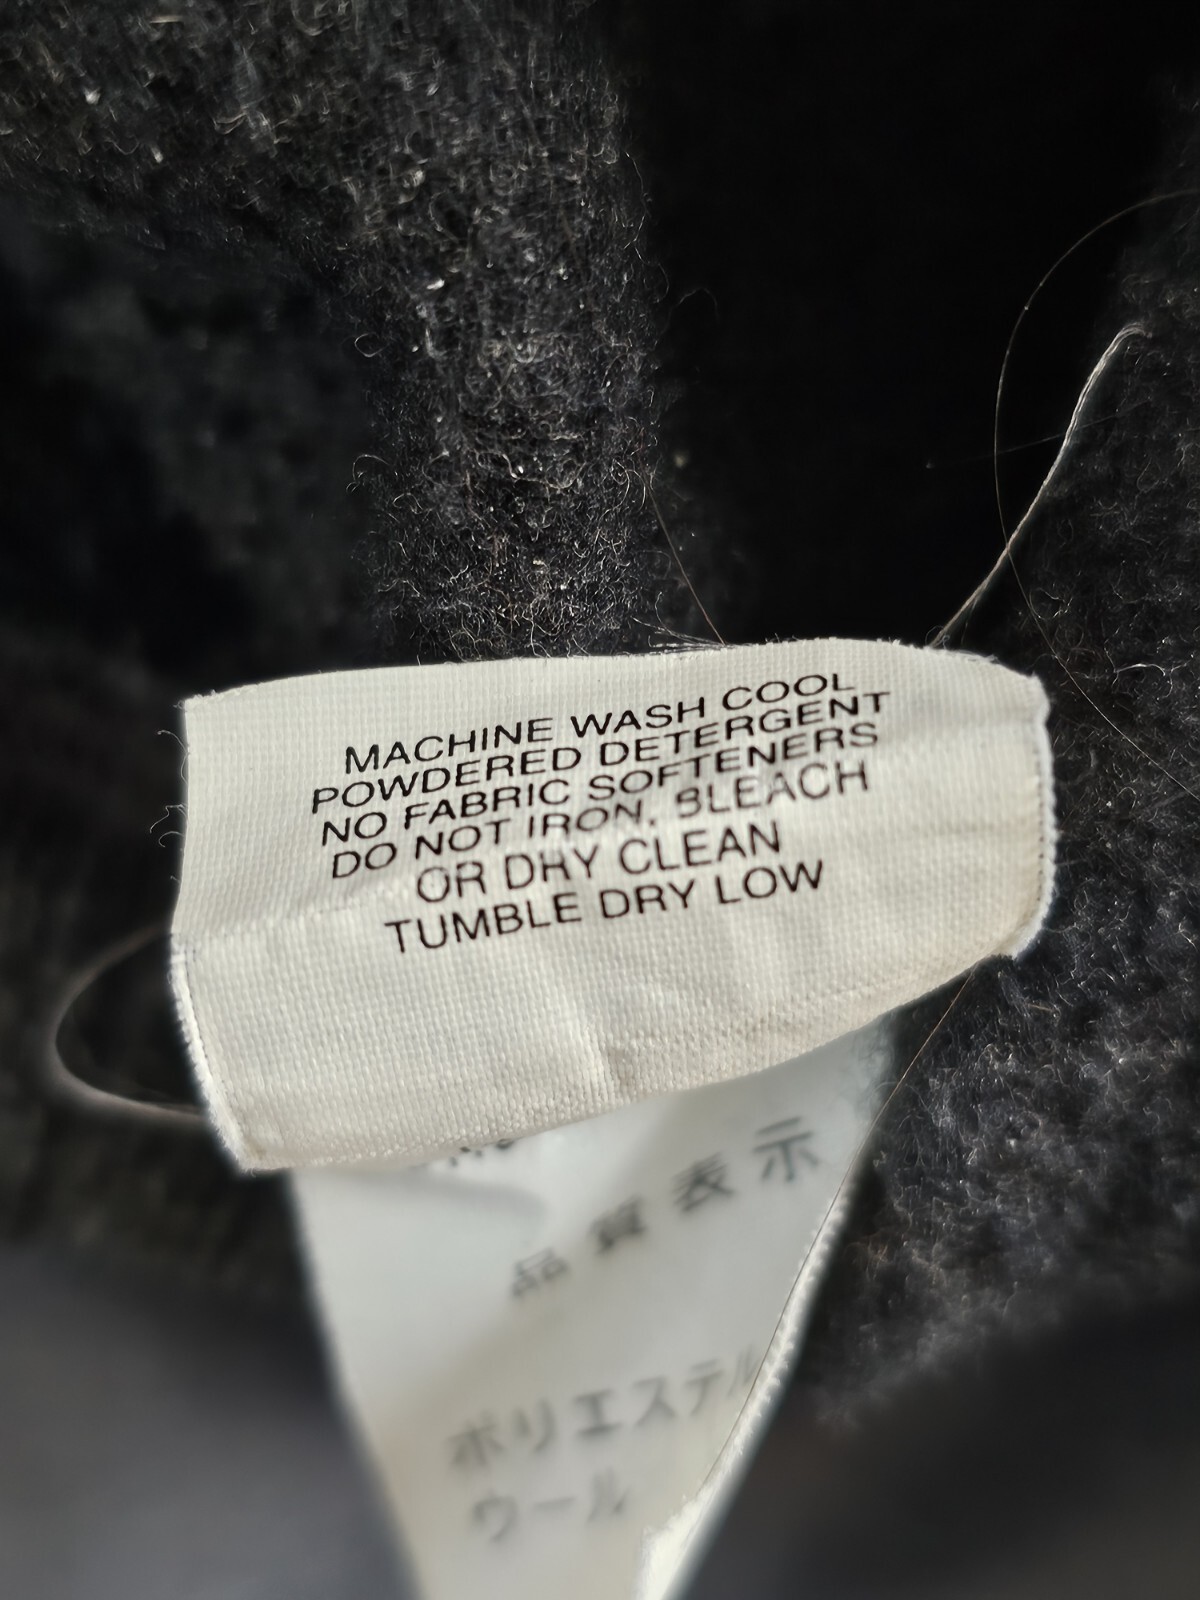 MACHINE WASH COOL
POWDERED DETERGENT
NO FABRIC SOFTENERS
DO NOT IRON, BLEACH
OR DRY CLEAN
TUMBLE DRY LOW
品質表示
ポリエステル
ウール